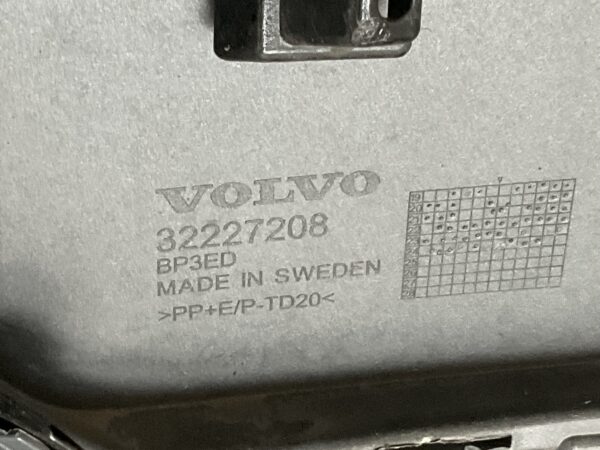 VOLVO
32227208
BP3ED
MADE IN SWEDEN
>PP+E/P-TD20<